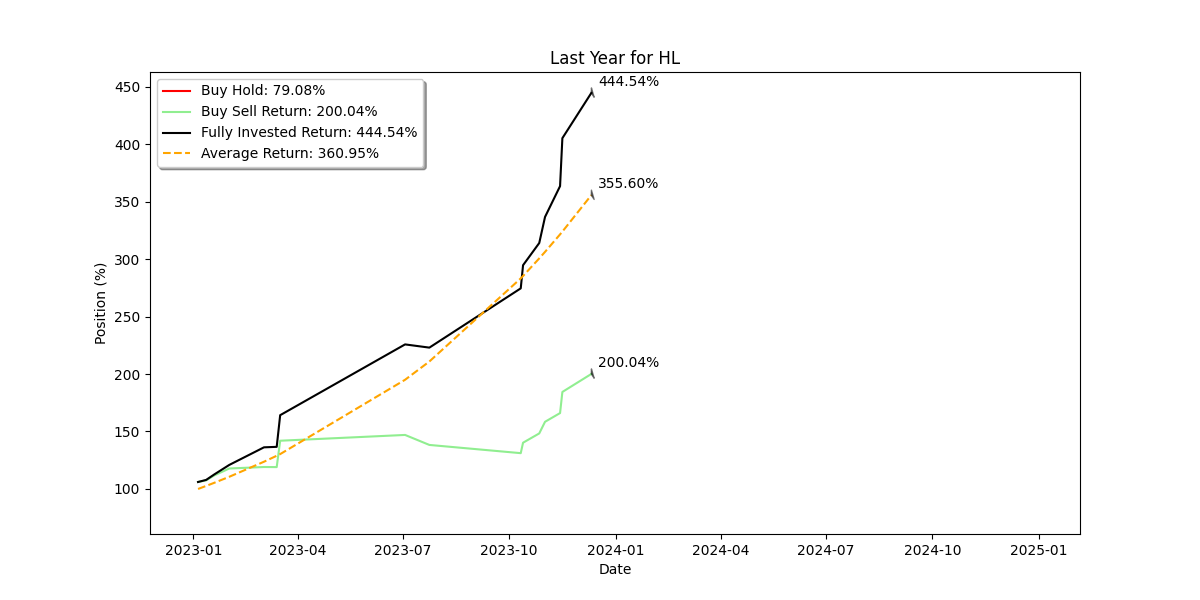 Last Year for HL
Buy Hold: 79.08%
Buy Sell Return: 200.04%
Fully Invested Return: 444.54%
Average Return: 360.95%
444.54%
355.60%
200.04%
Position (%)
450
400
350
300
250
200
150
100
2023-01
2023-04
2023-07
2023-10
2024-01
2024-04
2024-07
2024-10
2025-01
Date